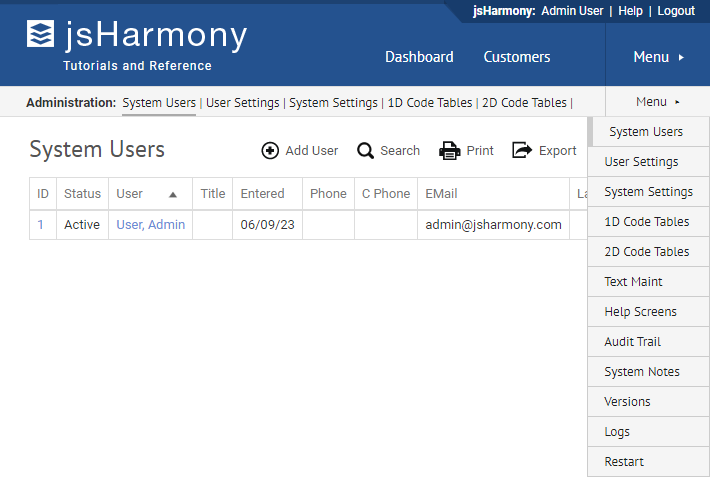 jsHarmony: Admin User | Help | Logout
jsHarmony
Tutorials and Reference
Dashboard Customers Menu
Administration: System Users | User Settings | System Settings | 1D Code Tables | 2D Code Tables | Menu
System Users
Add User Search Print Export
ID Status User Title Entered Phone C Phone EMail La
1 Active User, Admin 06/09/23 admin@jsharmony.com
System Users
User Settings
System Settings
1D Code Tables
2D Code Tables
Text Maint
Help Screens
Audit Trail
System Notes
Versions
Logs
Restart